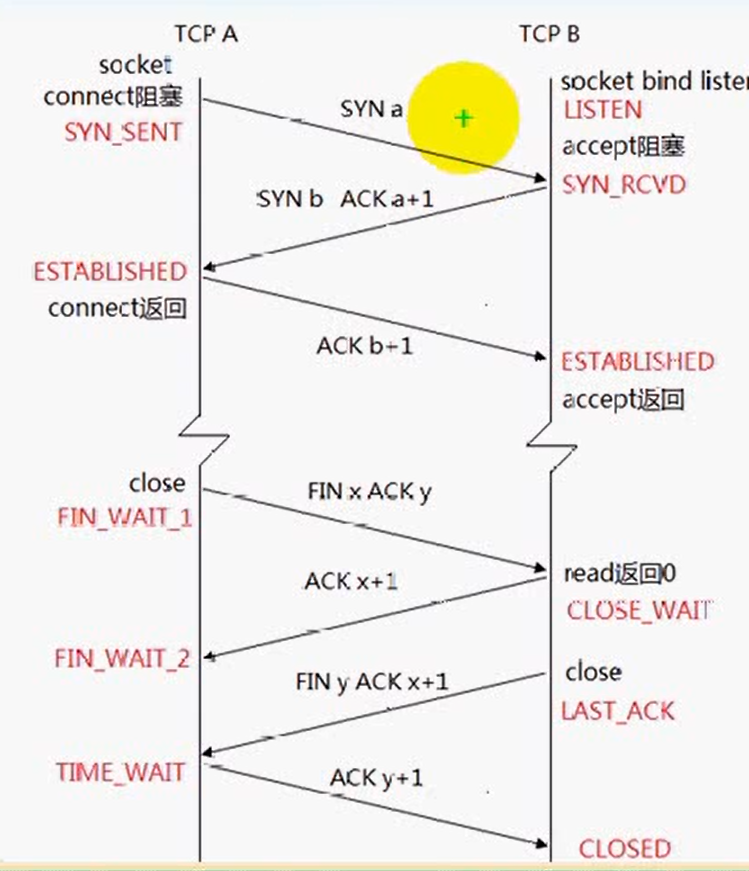 TCP A
TCP B
socket
connect阻塞
SYN_SENT
SYN a
socket bind listen
LISTEN
accept阻塞
SYN_RCVD
SYN b ACK a+1
ESTABLISHED
connect返回
ACK b+1
ESTABLISHED
accept返回
close
FIN_WAIT_1
FIN x ACK y
read返回0
CLOSE_WAIT
ACK x+1
FIN_WAIT_2
close
FIN y ACK x+1
LAST_ACK
TIME_WAIT
ACK y+1
CLOSED